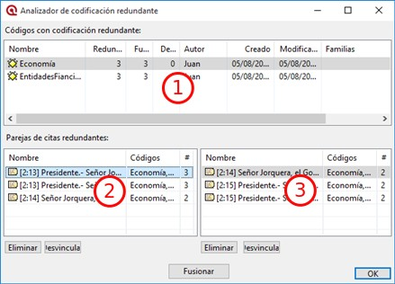 Analizador de codificación redundante
Códigos con codificación redundante:
Nombre Redun... Fu... De... Autor Creado Modifica... Familias
Economía 3 3 0 Juan 05/08/20... 05/08/20...
EntidadesFianci... 3 3 Juan 05/08/20... 05/08/20...
1
Parejas de citas redundantes:
Nombre Códigos #
[2:13] Presidente.- Señor Jo... Economía,... 3
[2:13] Presidente.- Señ Economía,... 3
[2:14] Señor Jorquera, Economía,... 2
2
Nombre Códigos #
[2:14] Señor Jorquera, el Go... Economía,... 2
[2:15] Presidente.- S Economía,... 2
[2:15] Presidente.- Se Economía,... 2
3
Eliminar Desvincula
Eliminar Desvincula
Fusionar
OK